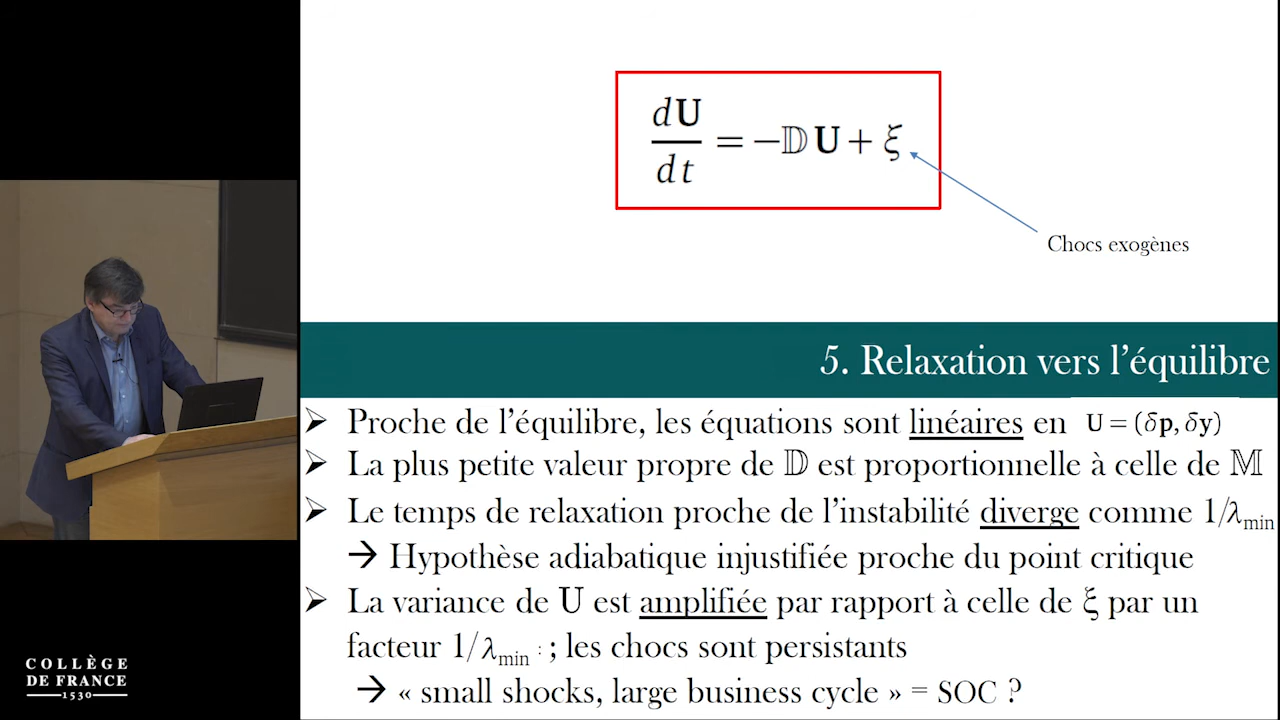 dU/dt = −𝔻 U + ξ
Chocs exogènes
5. Relaxation vers l’équilibre
➢ Proche de l’équilibre, les équations sont linéaires en U = (δp, δy)
➢ La plus petite valeur propre de 𝔻 est proportionnelle à celle de 𝕄
➢ Le temps de relaxation proche de l’instabilité diverge comme 1/λmin
→ Hypothèse adiabatique injustifiée proche du point critique
➢ La variance de U est amplifiée par rapport à celle de ξ par un
facteur 1/λmin : ; les chocs sont persistants
→ « small shocks, large business cycle » = SOC ?
COLLÈGE
DE FRANCE
1530